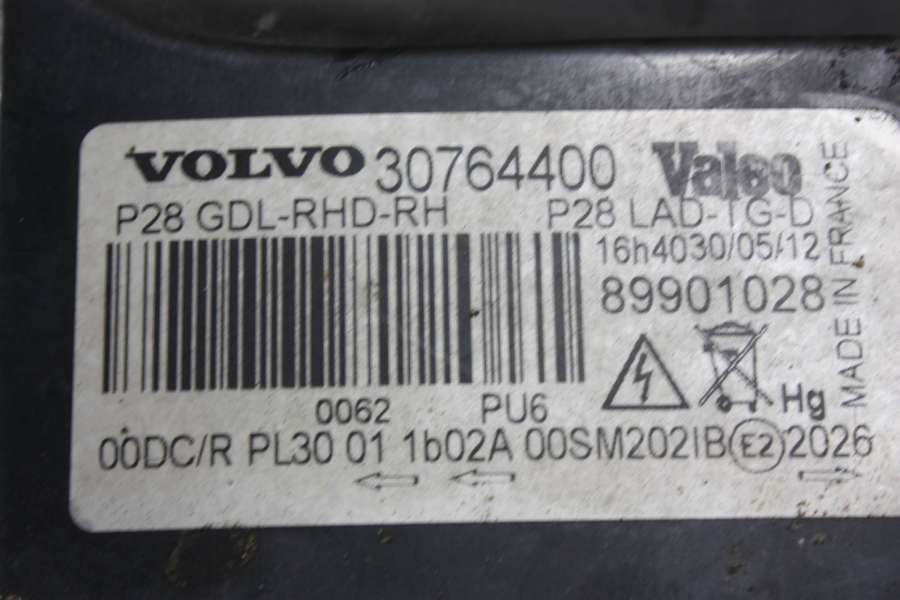 VOLVO 30764400 Valeo
P28 GDL-RHD-RH P28 LAD-TG-D
16h4030/05/12
89901028
MADE IN FRANCE
Hg
0062 PU6
00DC/R PL30 01 1b02A 00SM202IB E2 2026